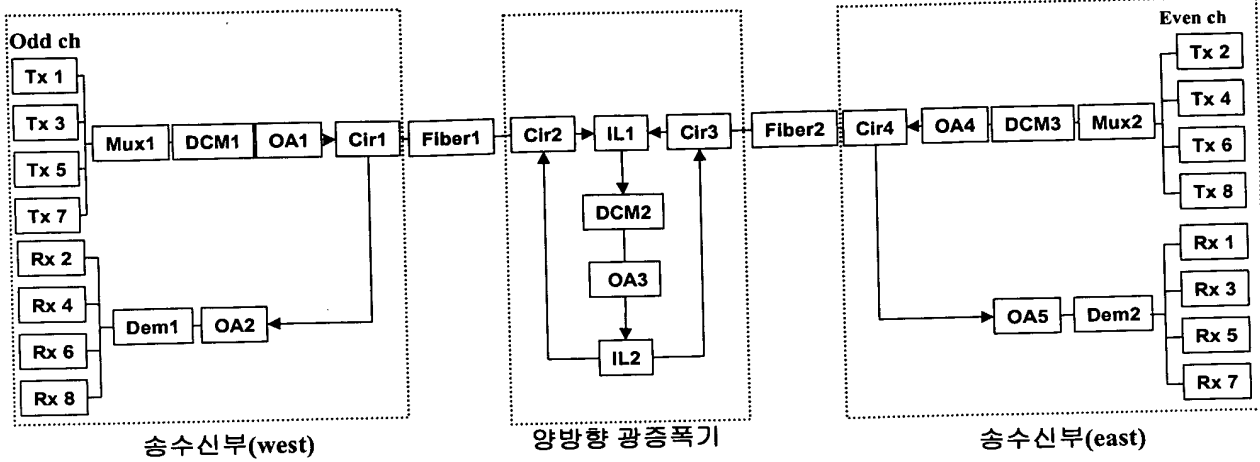 Odd ch
Tx 1
Tx 3
Tx 5
Tx 7
Mux1
DCM1
OA1
Cir1
Fiber1
Rx 2
Rx 4
Rx 6
Rx 8
Dem1
OA2
송수신부(west)
Cir2
IL1
Cir3
DCM2
OA3
IL2
양방향 광증폭기
Fiber2
Even ch
Cir4
OA4
DCM3
Mux2
Tx 2
Tx 4
Tx 6
Tx 8
OA5
Dem2
Rx 1
Rx 3
Rx 5
Rx 7
송수신부(east)